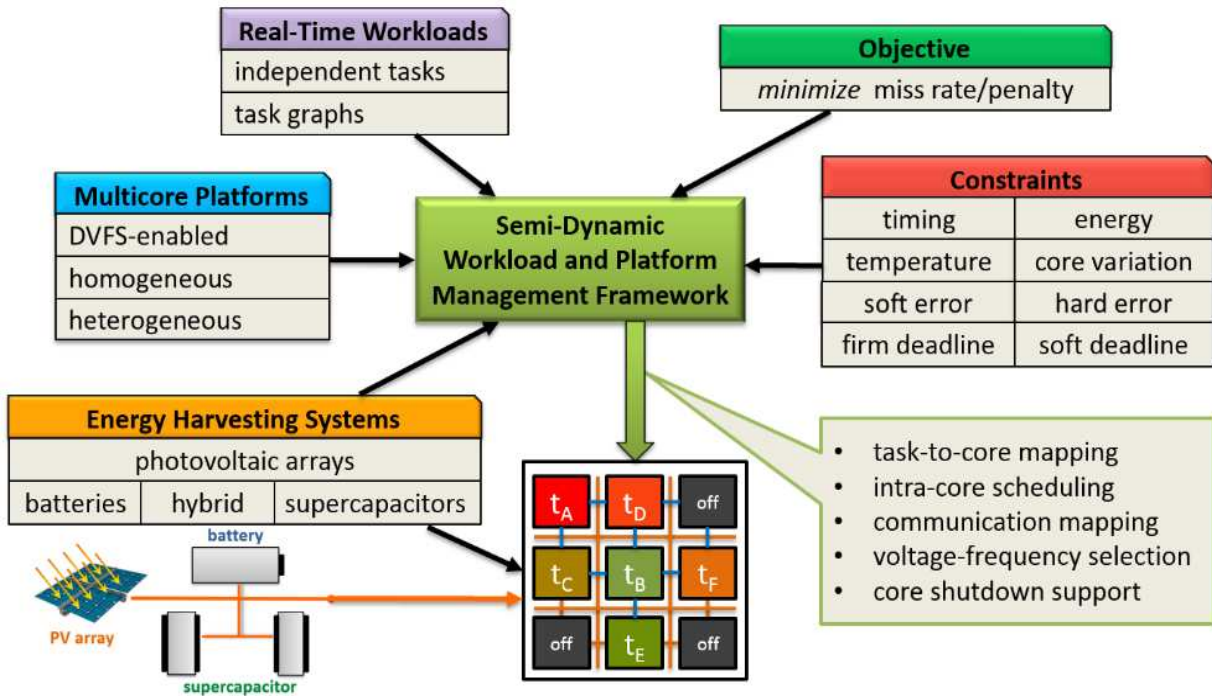 Real-Time Workloads
independent tasks
task graphs
Objective
minimize miss rate/penalty
Multicore Platforms
DVFS-enabled
homogeneous
heterogeneous
Semi-Dynamic
Workload and Platform
Management Framework
Constraints
timing energy
temperature core variation
soft error hard error
firm deadline soft deadline
Energy Harvesting Systems
photovoltaic arrays
batteries hybrid supercapacitors
battery
PV array
supercapacitor
tA tD off
tC tB tF
off tE off
• task-to-core mapping
• intra-core scheduling
• communication mapping
• voltage-frequency selection
• core shutdown support